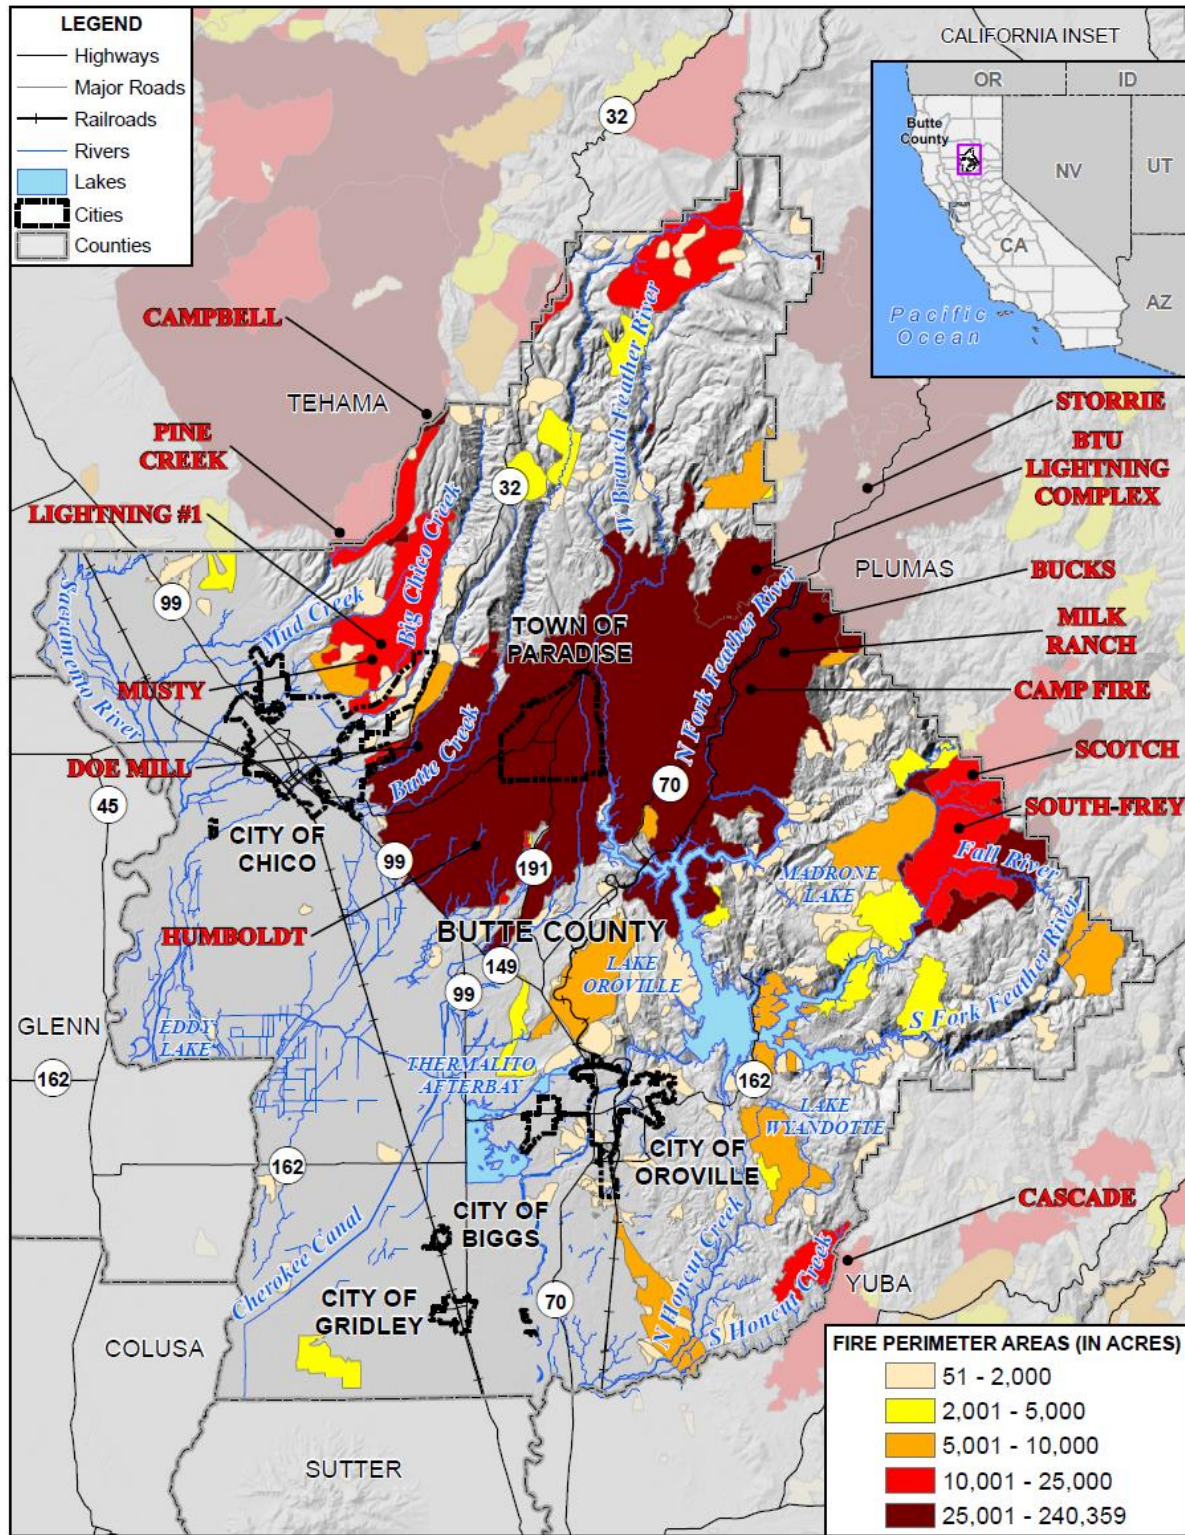 LEGEND
Highways
Major Roads
Railroads
Rivers
Lakes
Cities
Counties
CALIFORNIA INSET
OR
ID
Butte
County
NV
UT
CA
AZ
Pacific
Ocean
32
CAMPBELL
TEHAMA
PINE
CREEK
LIGHTNING #1
W Branch Feather River
STORRIE
BTU
LIGHTNING
COMPLEX
32
Big Chico Creek
PLUMAS
BUCKS
99
Mud Creek
Sacramento River
TOWN OF
PARADISE
N Fork Feather River
MILK
RANCH
MUSTY
CAMP FIRE
DOE MILL
Butte Creek
SCOTCH
45
70
SOUTH-FREY
CITY OF
CHICO
99
191
MADRONE
LAKE
Fall River
HUMBOLDT
BUTTE COUNTY
149
LAKE
OROVILLE
99
S Fork Feather River
GLENN
EDDY
LAKE
THERMALITO
AFTERBAY
162
162
LAKE
WYANDOTTE
162
CITY OF
OROVILLE
CITY OF
BIGGS
CASCADE
Cherokee Canal
N Honcut Creek
S Honcut Creek
YUBA
CITY OF
GRIDLEY
70
COLUSA
SUTTER
FIRE PERIMETER AREAS (IN ACRES)
51 - 2,000
2,001 - 5,000
5,001 - 10,000
10,001 - 25,000
25,001 - 240,359